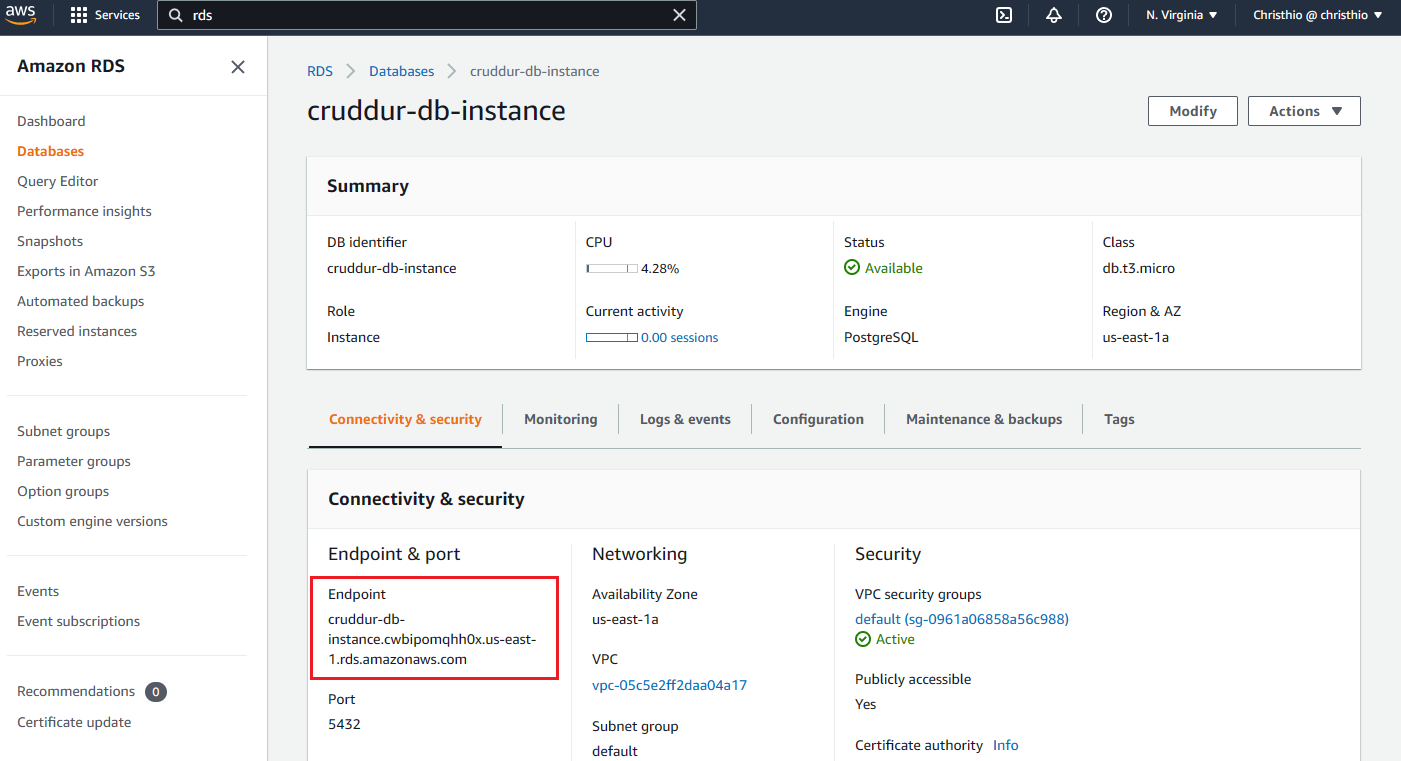 aws
Services
rds
N. Virginia
Christhio @ christhio
Amazon RDS
Dashboard
Databases
Query Editor
Performance insights
Snapshots
Exports in Amazon S3
Automated backups
Reserved instances
Proxies
Subnet groups
Parameter groups
Option groups
Custom engine versions
Events
Event subscriptions
Recommendations 0
Certificate update
RDS
Databases
cruddur-db-instance
cruddur-db-instance
Modify
Actions
Summary
DB identifier
cruddur-db-instance
CPU
4.28%
Status
Available
Class
db.t3.micro
Role
Instance
Current activity
0.00 sessions
Engine
PostgreSQL
Region & AZ
us-east-1a
Connectivity & security
Monitoring
Logs & events
Configuration
Maintenance & backups
Tags
Connectivity & security
Endpoint & port
Endpoint
cruddur-db-
instance.cwbipomqhh0x.us-east-
1.rds.amazonaws.com
Port
5432
Networking
Availability Zone
us-east-1a
VPC
vpc-05c5e2ff2daa04a17
Subnet group
default
Security
VPC security groups
default (sg-0961a06858a56c988)
Active
Publicly accessible
Yes
Certificate authority Info